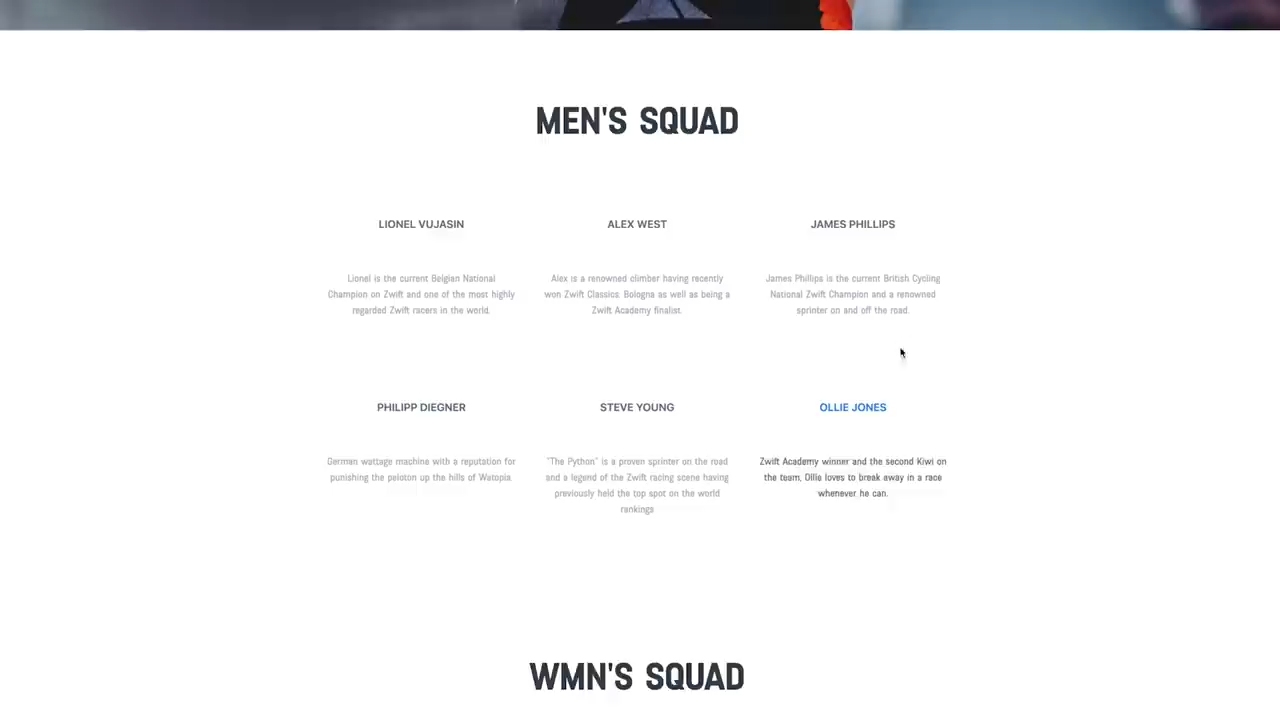 MEN'S SQUAD
LIONEL VUJASIN
Lionel is the current Belgian National
Champion on Zwift and one of the most highly
regarded Zwift racers in the world.
ALEX WEST
Alex is a renowned climber having recently
won Zwift Classics: Bologna as well as being a
Zwift Academy finalist.
JAMES PHILLIPS
James Phillips is the current British Cycling
National Zwift Champion and a renowned
sprinter on and off the road.
PHILIPP DIEGNER
German wattage machine with a reputation for
punishing the peloton up the hills of Watopia.
STEVE YOUNG
"The Python" is a proven sprinter on the road
and a legend of the Zwift racing scene having
previously held the top spot on the world
rankings
OLLIE JONES
Zwift Academy winner and the second Kiwi on
the team, Ollie loves to break away in a race
whenever he can.
WMN'S SQUAD